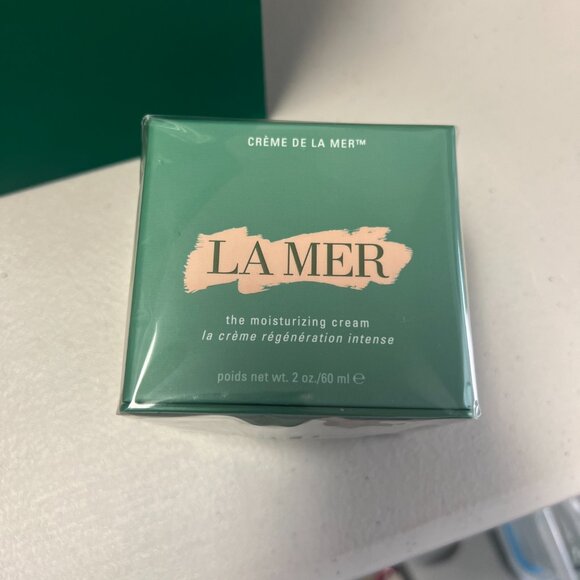 CRÈME DE LA MER™
LA MER
the moisturizing cream
la crème régénération intense
poids net wt. 2 oz./60 ml ℮